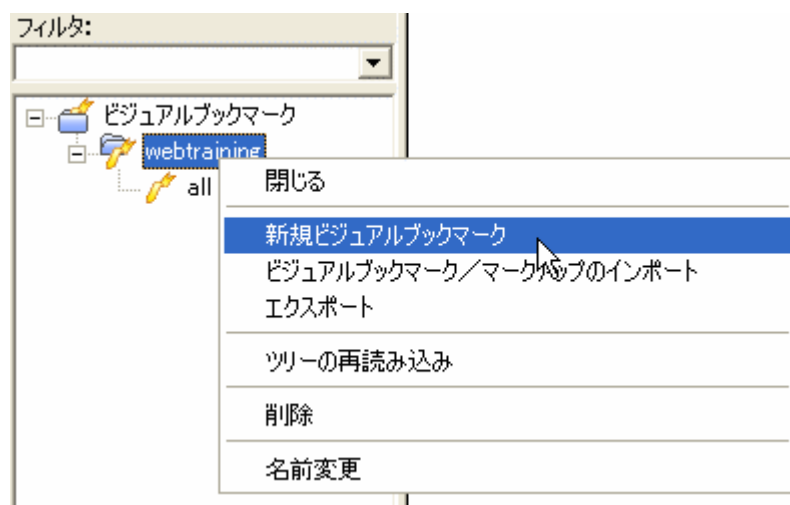 フィルタ:
ビジュアルブックマーク
webtraining
all
閉じる
新規ビジュアルブックマーク
ビジュアルブックマーク／マークアップのインポート
エクスポート
ツリーの再読み込み
削除
名前変更